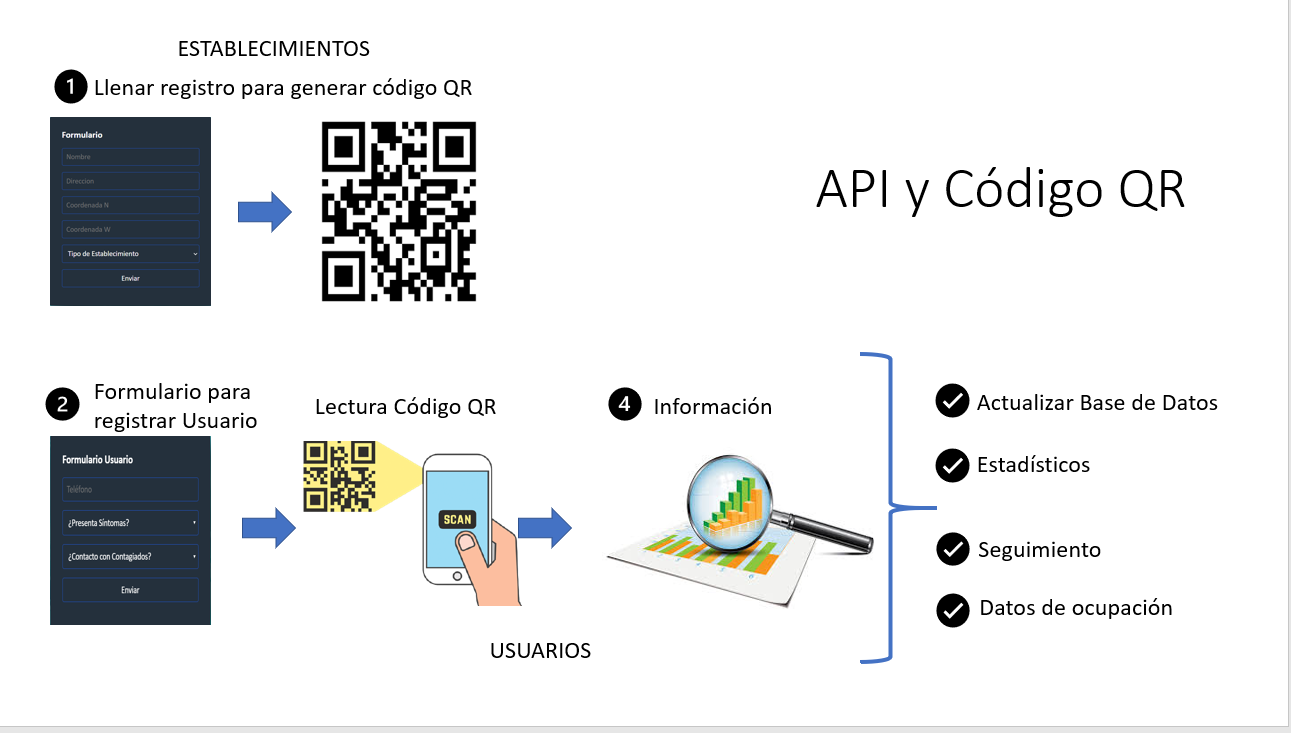 ESTABLECIMIENTOS
1 Llenar registro para generar código QR
Formulario
Nombre
Direccion
Coordenada N
Coordenada W
Tipo de Establecimiento
Enviar
API y Código QR
2 Formulario para
registrar Usuario
Formulario Usuario
Teléfono
¿Presenta Síntomas?
¿Contacto con Contagiados?
Enviar
Lectura Código QR
SCAN
4 Información
USUARIOS
Actualizar Base de Datos
Estadísticos
Seguimiento
Datos de ocupación